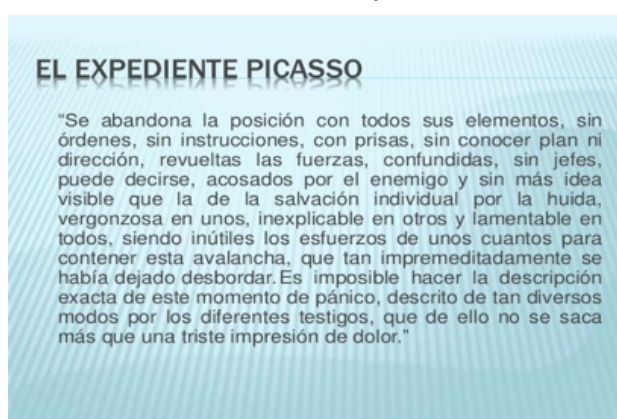 EL EXPEDIENTE PICASSO
“Se abandona la posición con todos sus elementos, sin
órdenes, sin instrucciones, con prisas, sin conocer plan ni
dirección, revueltas las fuerzas, confundidas, sin jefes,
puede decirse, acosados por el enemigo y sin más idea
visible que la de la salvación individual por la huida,
vergonzosa en unos, inexplicable en otros y lamentable en
todos, siendo inútiles los esfuerzos de unos cuantos para
contener esta avalancha, que tan impremeditadamente se
había dejado desbordar. Es imposible hacer la descripción
exacta de este momento de pánico, descrito de tan diversos
modos por los diferentes testigos, que de ello no se saca
más que una triste impresión de dolor.”